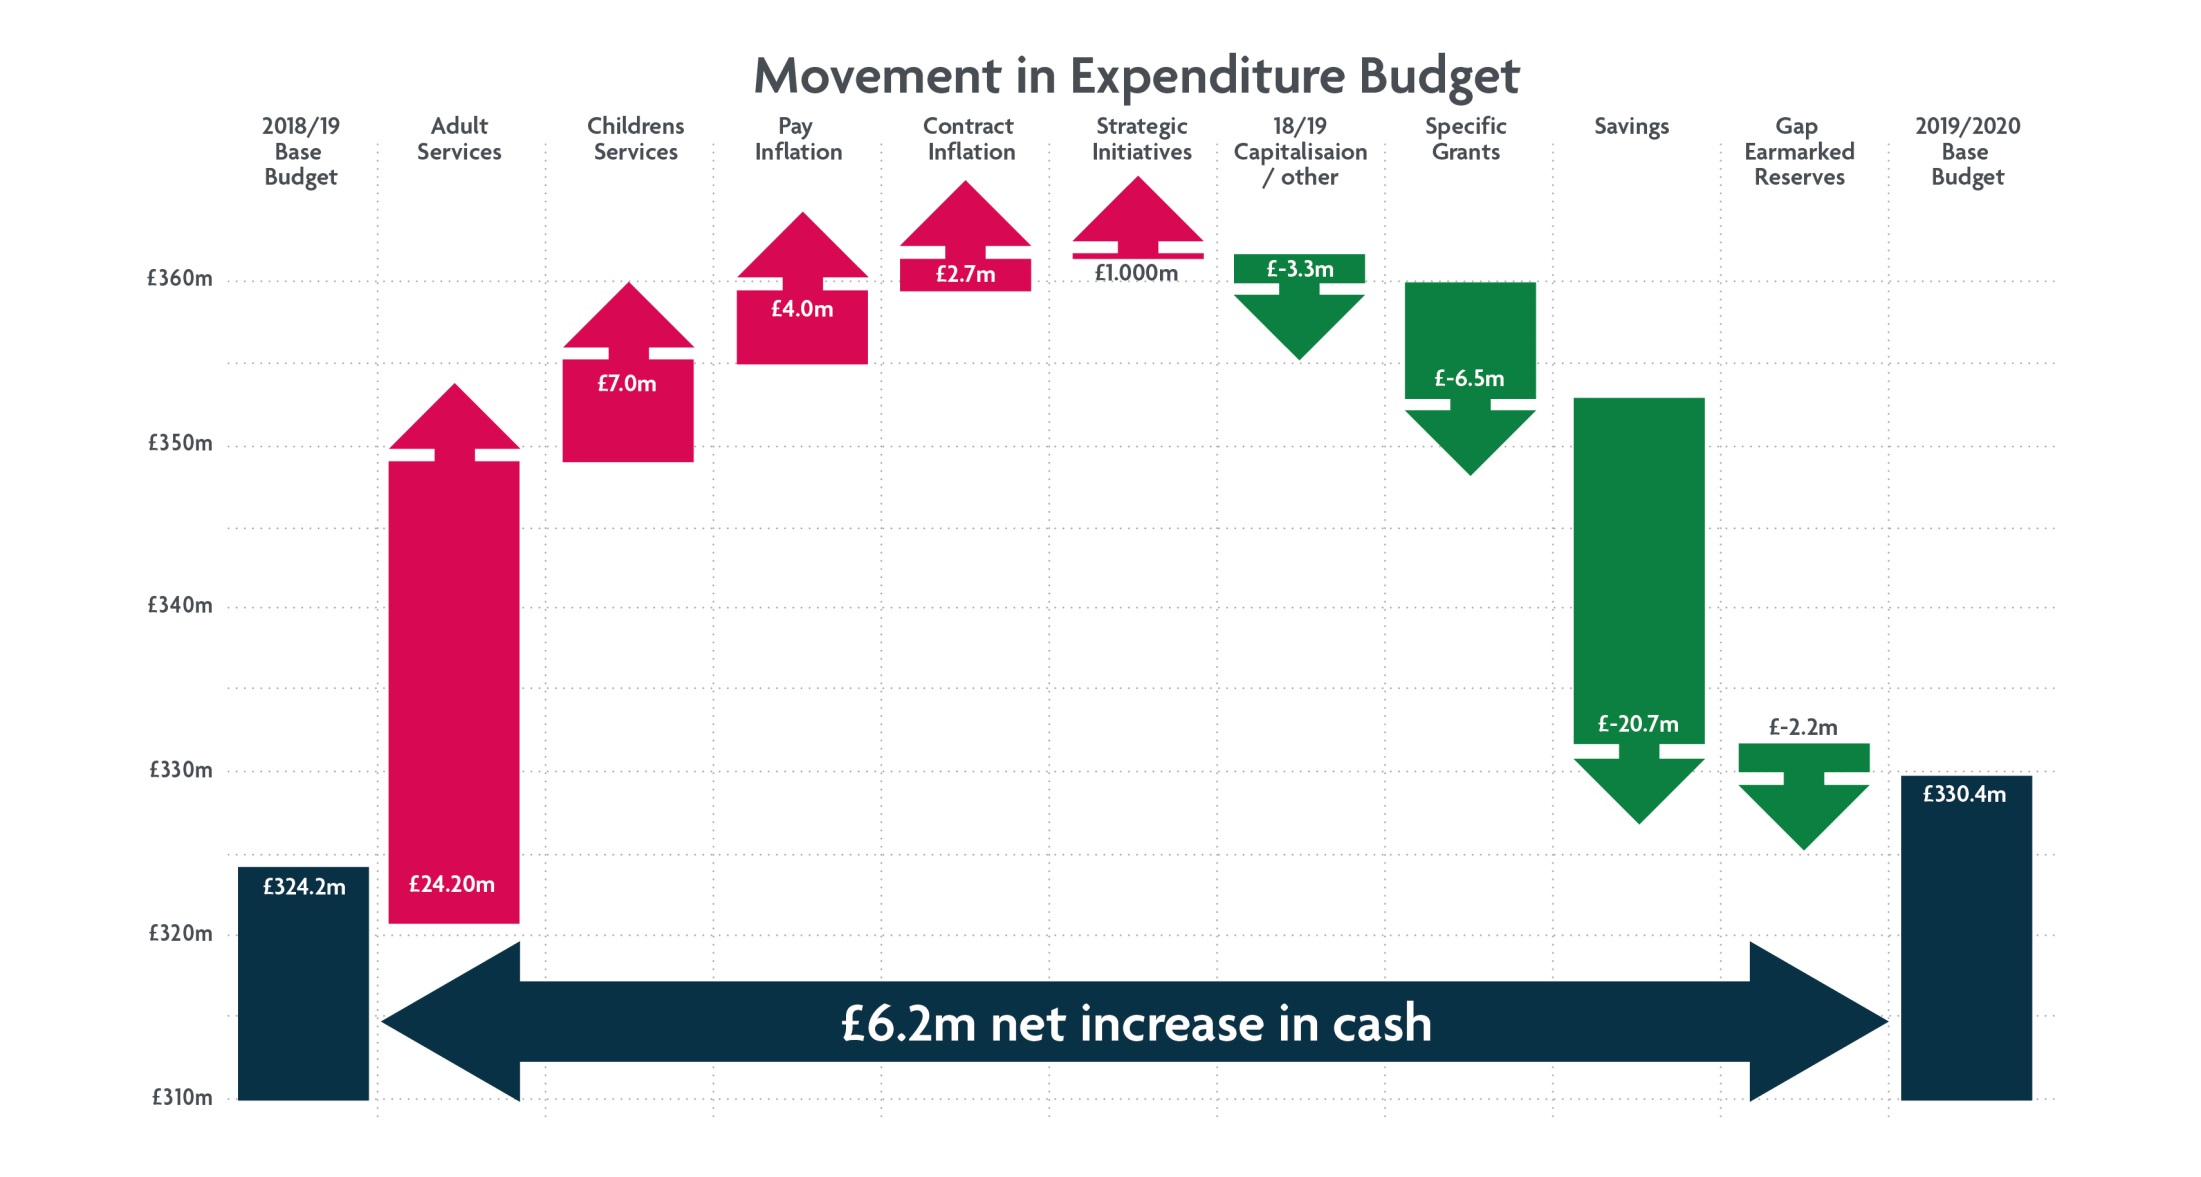 Movement in Expenditure Budget
2018/19
Base
Budget
Adult
Services
Childrens
Services
Pay
Inflation
Contract
Inflation
Strategic
Initiatives
18/19
Capitalisaion
/ other
Specific
Grants
Savings
Gap
Earmarked
Reserves
2019/2020
Base
Budget
£360m
£350m
£340m
£330m
£320m
£310m
£324.2m
£24.20m
£7.0m
£4.0m
£2.7m
£1.000m
£-3.3m
£-6.5m
£-20.7m
£-2.2m
£330.4m
£6.2m net increase in cash